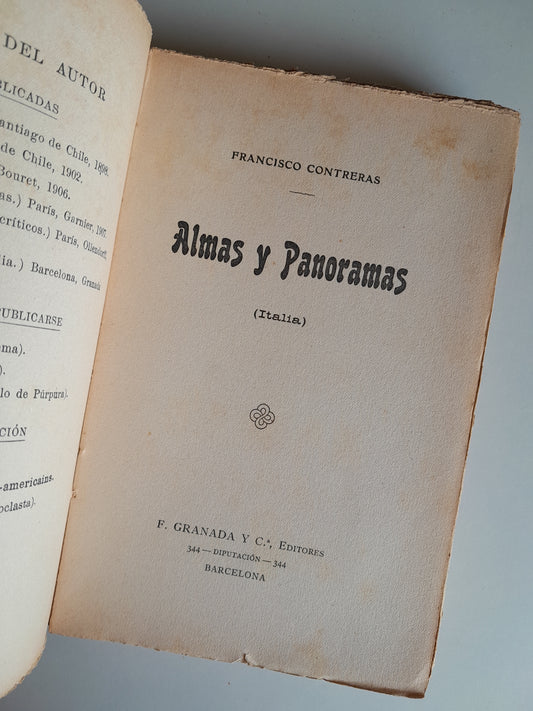 DEL AUTOR
BLICADAS
antiago de Chile, 1898.
de Chile, 1902.
Bouret, 1906.
as.) París, Garnier, 1907.
críticos.) París, Ollendorff,
lia.) Barcelona, Granada
PUBLICARSE
ma).
).
lo de Púrpura).
CIÓN
-americains.
oclasta).
FRANCISCO CONTRERAS
Almas y Panoramas
(Italia)
F. GRANADA Y C.ª, EDITORES
344 — DIPUTACIÓN — 344
BARCELONA